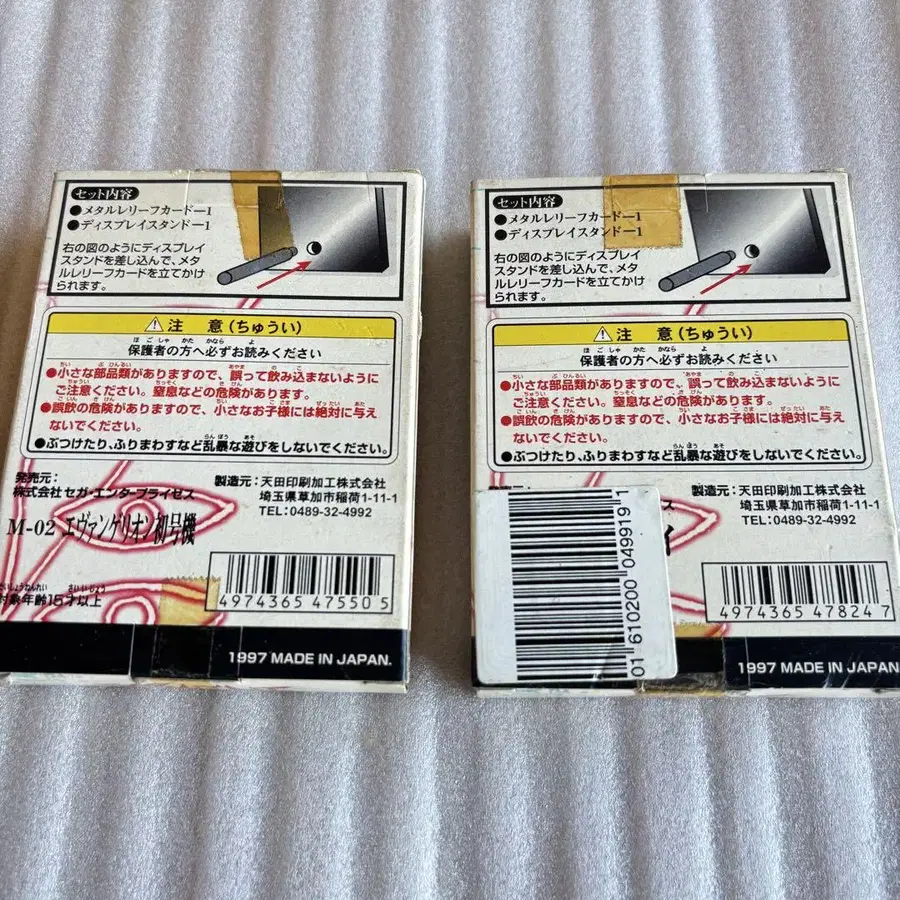 セット内容
●メタルレリーフカード―1
●ディスプレイスタンド―1
右の図のようにディスプレイ
スタンドを差し込んで、メタ
ルレリーフカードを立てかけ
られます。
⚠注 意(ちゅうい)
保護者の方へ必ずお読みください
●小さな部品類がありますので、誤って飲み込まないように
ご注意ください。窒息などの危険があります。
●誤飲の危険がありますので、小さなお子様には絶対に与え
ないでください。
●ぶつけたり、ふりまわすなど乱暴な遊びをしないでください。
発売元:
株式会社 セガ・エンタープライゼス
製造元:天田印刷加工株式会社
埼玉県草加市稲荷1-11-1
TEL:0489-32-4992
M-02 エヴァンゲリオン初号機
対象年齢15才以上
4974365 47550 5
1997 MADE IN JAPAN.
セット内容
●メタルレリーフカード―1
●ディスプレイスタンド―1
右の図のようにディスプレイ
スタンドを差し込んで、メタ
ルレリーフカードを立てかけ
られます。
⚠注 意(ちゅうい)
保護者の方へ必ずお読みください
●小さな部品類がありますので、誤って飲み込まないように
ご注意ください。窒息などの危険があります。
●誤飲の危険がありますので、小さなお子様には絶対に与え
ないでください。
●ぶつけたり、ふりまわすなど乱暴な遊びをしないでください。
製造元:天田印刷加工株式会社
埼玉県草加市稲荷1-11-1
TEL:0489-32-4992
ス
イ
01 610200 0499191
4974365 47824 7
1997 MADE IN JAPAN.